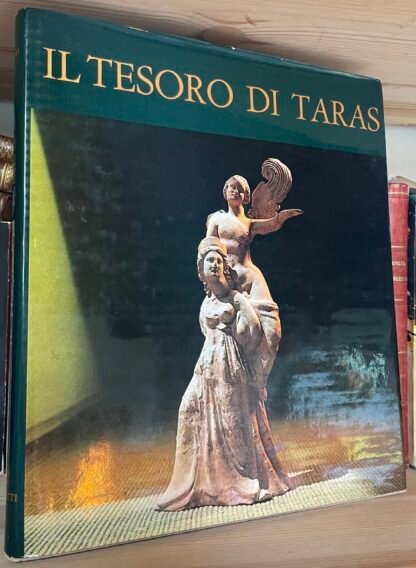 IL TESORO DI TARAS